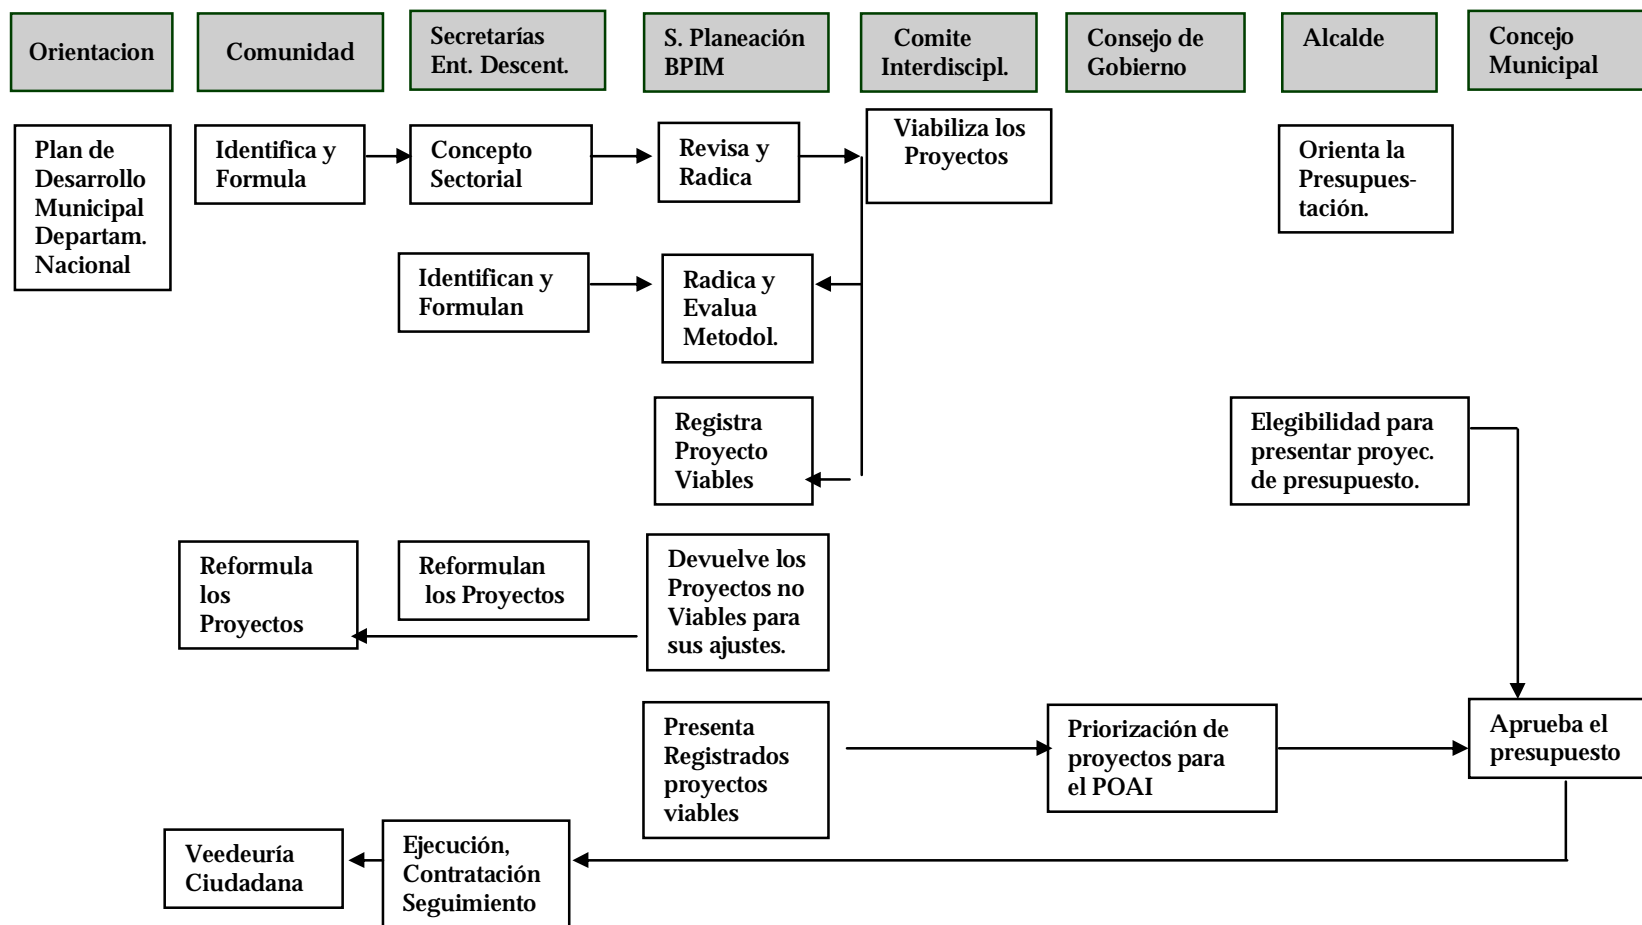 Orientacion
Comunidad
Secretarías
Ent. Descent.
S. Planeación
BPIM
Comite
Interdiscipl.
Consejo de
Gobierno
Alcalde
Concejo
Municipal
Plan de
Desarrollo
Municipal
Departam.
Nacional
Identifica y
Formula
Concepto
Sectorial
Revisa y
Radica
Viabiliza los
Proyectos
Orienta la
Presupues-
tación.
Identifican y
Formulan
Radica y
Evalua
Metodol.
Registra
Proyecto
Viables
Elegibilidad para
presentar proyec.
de presupuesto.
Reformula
los
Proyectos
Reformulan
los Proyectos
Devuelve los
Proyectos no
Viables para
sus ajustes.
Presenta
Registrados
proyectos
viables
Priorización de
proyectos para
el POAI
Aprueba el
presupuesto
Veedeuría
Ciudadana
Ejecución,
Contratación
Seguimiento